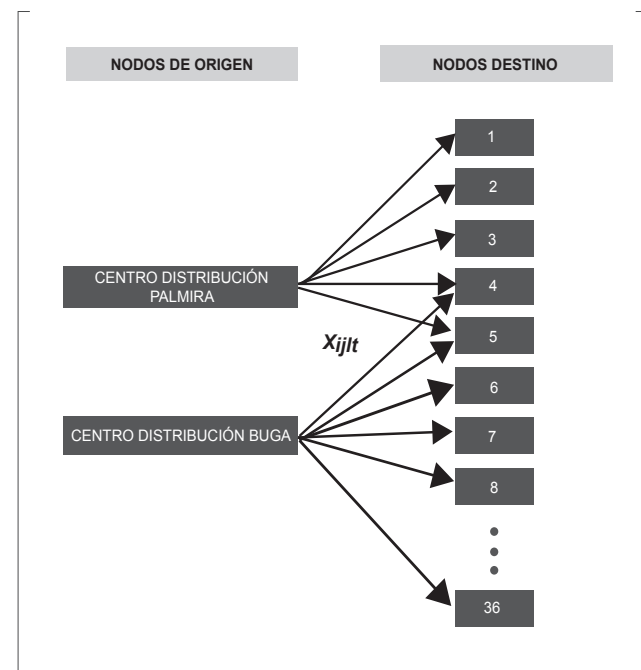 NODOS DE ORIGEN
NODOS DESTINO
1
2
3
CENTRO DISTRIBUCIÓN
PALMIRA
4
5
Xijlt
6
CENTRO DISTRIBUCIÓN BUGA
7
8
36